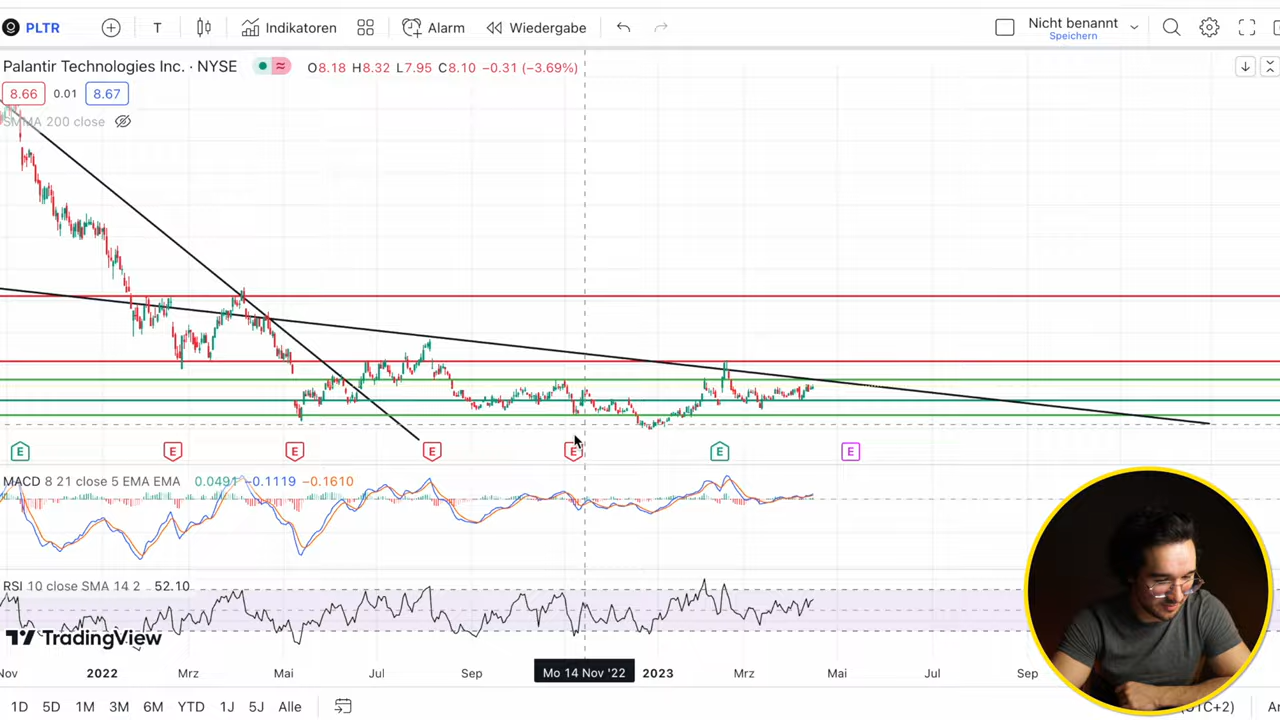 PLTR T Indikatoren Alarm Wiedergabe Nicht benannt
Speichern
Palantir Technologies Inc. · NYSE O8.18 H8.32 L7.95 C8.10 −0.31 (−3.69%)
8.66 0.01 8.67
SMMA 200 close
E E E E E E E
MACD 8 21 close 5 EMA EMA 0.0491 −0.1119 −0.1610
RSI 10 close SMA 14 2 52.10
TradingView
Nov 2022 Mrz Mai Jul Sep Mo 14 Nov '22 2023 Mrz Mai Jul Sep
1D 5D 1M 3M 6M YTD 1J 5J Alle (UTC+2)